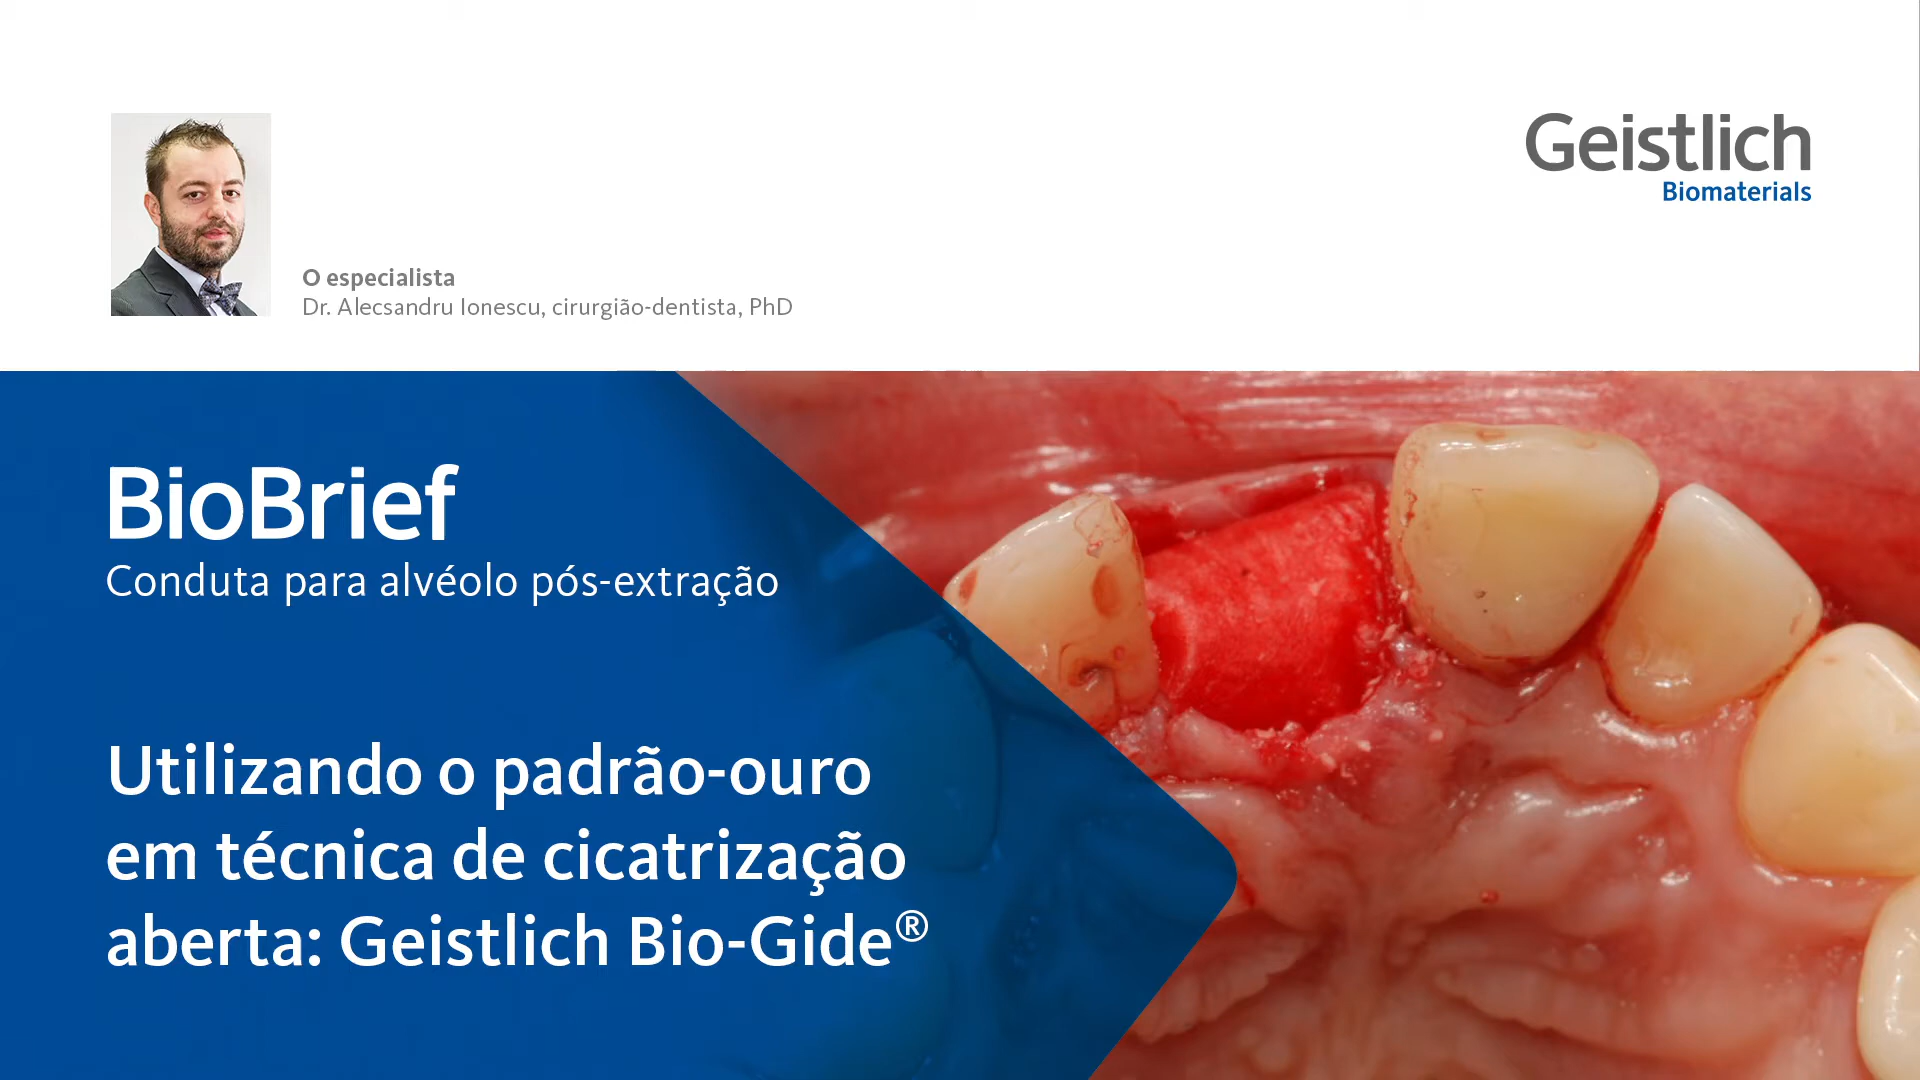 Geistlich
Biomaterials
O especialista
Dr. Alecsandru Ionescu, cirurgião-dentista, PhD
BioBrief
Conduta para alvéolo pós-extração
Utilizando o padrão-ouro
em técnica de cicatrização
aberta: Geistlich Bio-Gide®